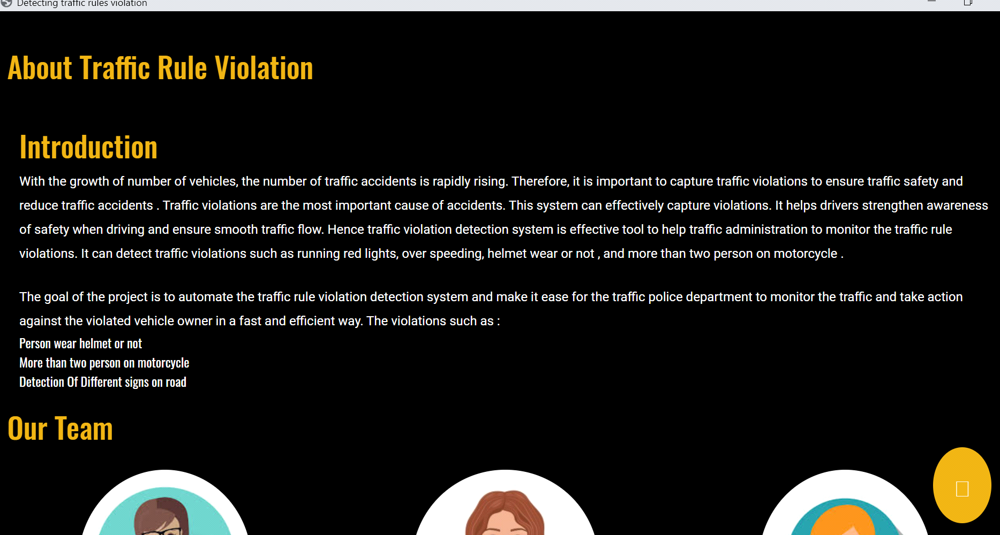 Detecting traffic rules violation
About Traffic Rule Violation
Introduction
With the growth of number of vehicles, the number of traffic accidents is rapidly rising. Therefore, it is important to capture traffic violations to ensure traffic safety and
reduce traffic accidents . Traffic violations are the most important cause of accidents. This system can effectively capture violations. It helps drivers strengthen awareness
of safety when driving and ensure smooth traffic flow. Hence traffic violation detection system is effective tool to help traffic administration to monitor the traffic rule
violations. It can detect traffic violations such as running red lights, over speeding, helmet wear or not , and more than two person on motorcycle .
The goal of the project is to automate the traffic rule violation detection system and make it ease for the traffic police department to monitor the traffic and take action
against the violated vehicle owner in a fast and efficient way. The violations such as :
Person wear helmet or not
More than two person on motorcycle
Detection Of Different signs on road
Our Team